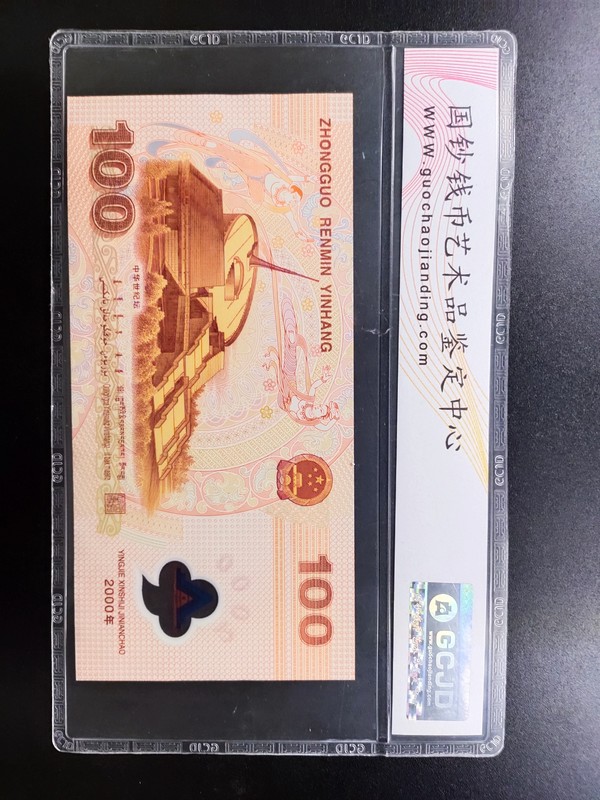 国钞钱币艺术品鉴定中心
www.guochaojianding.com
GCJD
ZHONGGUO RENMIN YINHANG
100
中华世纪坛
100
YINGJIE XINSHIJI JINIANCHAO
2000年